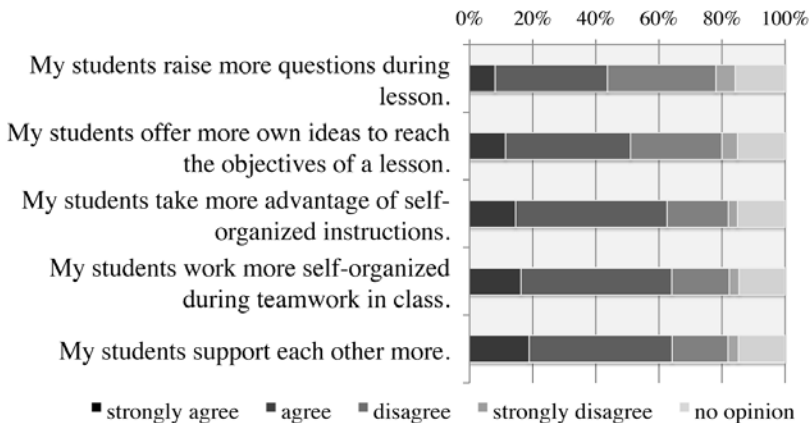 0% 20% 40% 60% 80% 100%
My students raise more questions during
lesson.
My students offer more own ideas to reach
the objectives of a lesson.
My students take more advantage of self-
organized instructions.
My students work more self-organized
during teamwork in class.
My students support each other more.
strongly agree agree disagree strongly disagree no opinion